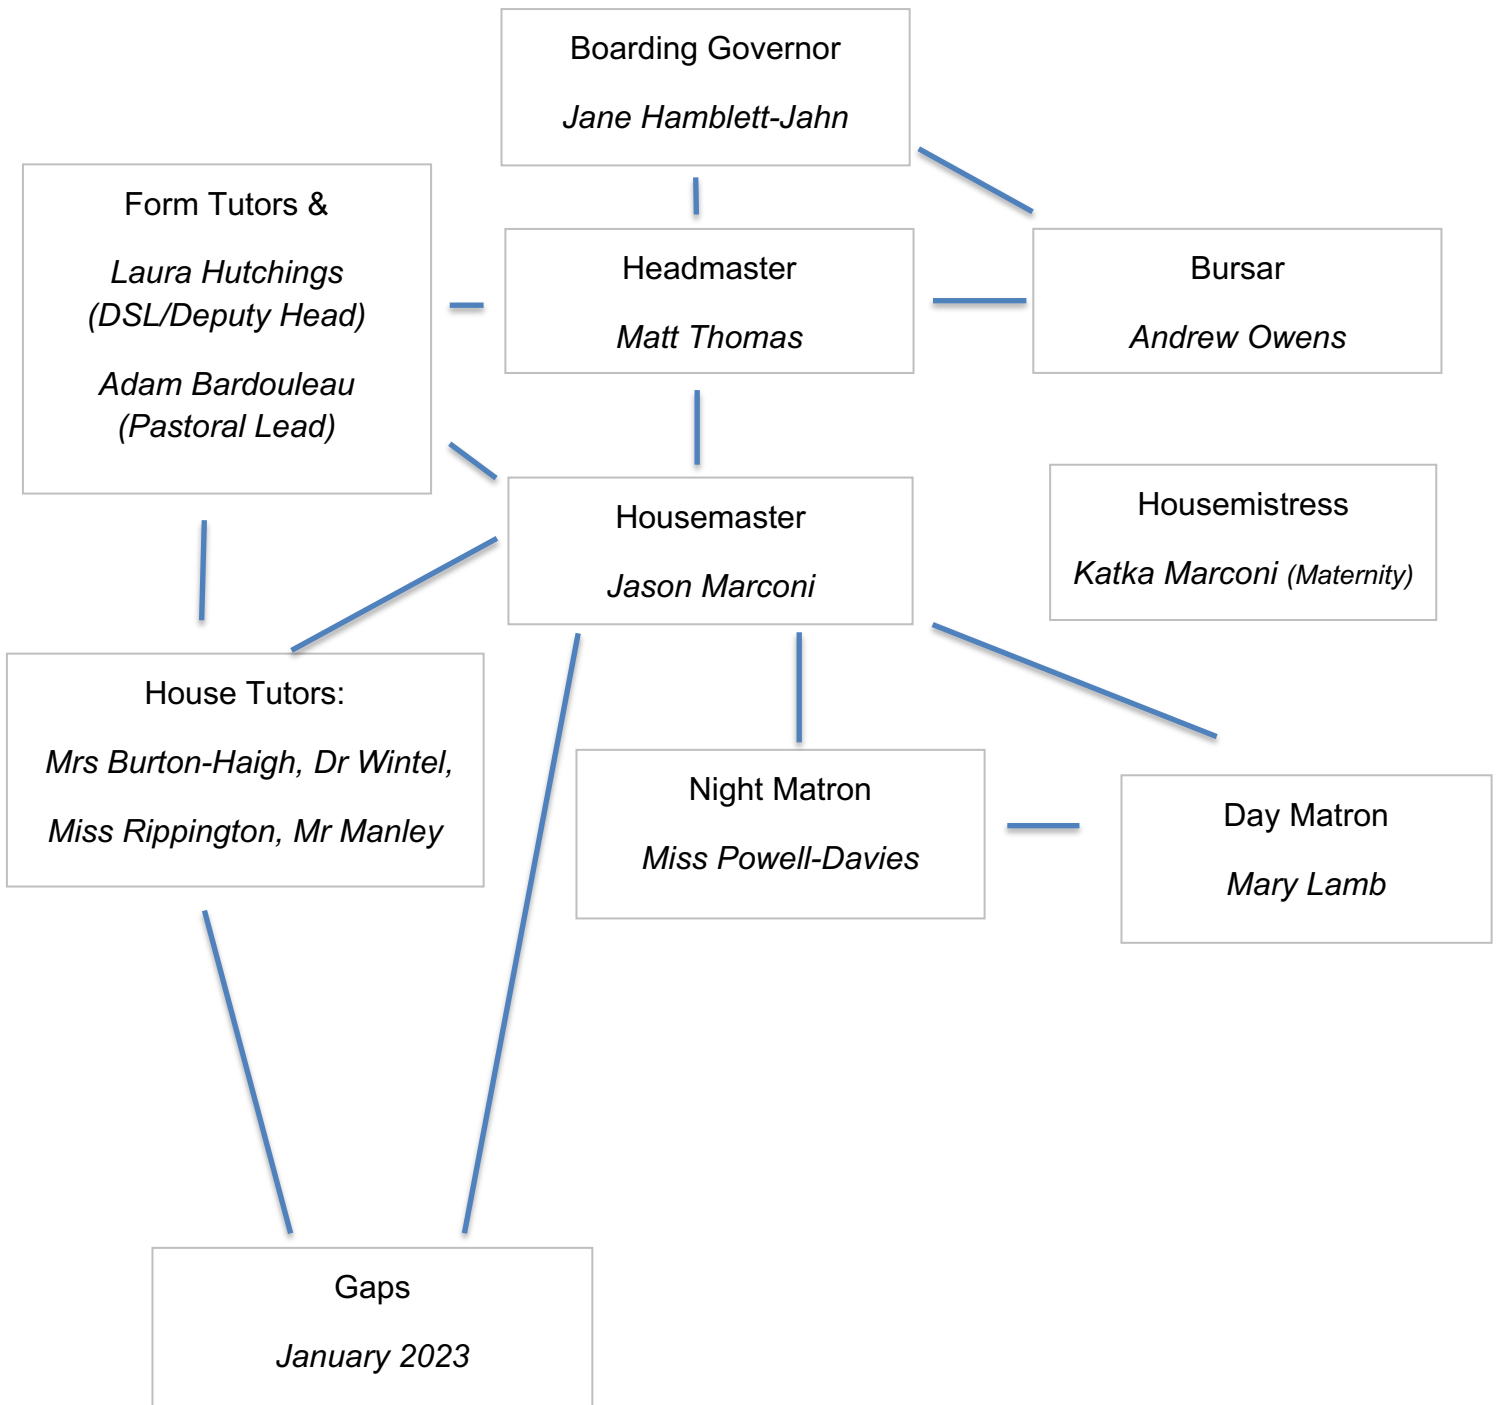 Boarding Governor
Jane Hamblett-Jahn
Form Tutors &
Laura Hutchings
(DSL/Deputy Head)
Adam Bardouleau
(Pastoral Lead)
Headmaster
Matt Thomas
Bursar
Andrew Owens
Housemaster
Jason Marconi
Housemistress
Katka Marconi (Maternity)
House Tutors:
Mrs Burton-Haigh, Dr Wintel,
Miss Rippington, Mr Manley
Night Matron
Miss Powell-Davies
Day Matron
Mary Lamb
Gaps
January 2023